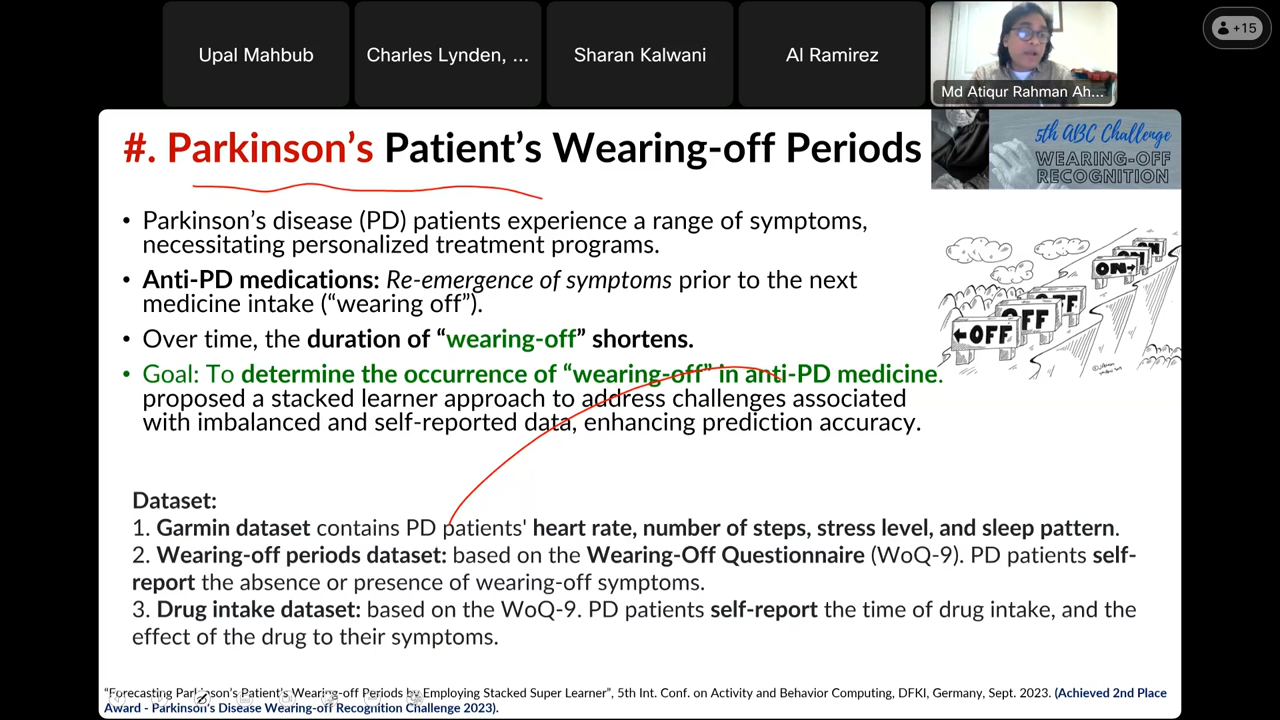 Upal Mahbub
Charles Lynden, ...
Sharan Kalwani
Al Ramirez
Md Atiqur Rahman Ah...
+15
#. Parkinson's Patient's Wearing-off Periods
5th ABC Challenge
WEARING-OFF
RECOGNITION
• Parkinson's disease (PD) patients experience a range of symptoms,
necessitating personalized treatment programs.
• Anti-PD medications: Re-emergence of symptoms prior to the next
medicine intake (“wearing off”).
• Over time, the duration of “wearing-off” shortens.
• Goal: To determine the occurrence of “wearing-off” in anti-PD medicine.
proposed a stacked learner approach to address challenges associated
with imbalanced and self-reported data, enhancing prediction accuracy.
ON
ON→
OFF
OFF
←OFF
Dataset:
1. Garmin dataset contains PD patients' heart rate, number of steps, stress level, and sleep pattern.
2. Wearing-off periods dataset: based on the Wearing-Off Questionnaire (WoQ-9). PD patients self-
report the absence or presence of wearing-off symptoms.
3. Drug intake dataset: based on the WoQ-9. PD patients self-report the time of drug intake, and the
effect of the drug to their symptoms.
“Forecasting Parkinson's Patient's Wearing-off Periods by Employing Stacked Super Learner”, 5th Int. Conf. on Activity and Behavior Computing, DFKI, Germany, Sept. 2023. (Achieved 2nd Place
Award - Parkinson's Disease Wearing-off Recognition Challenge 2023).